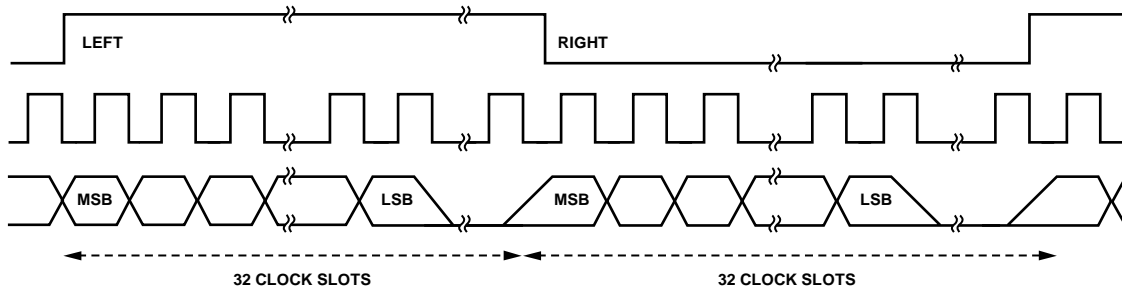 LEFT
RIGHT
MSB
LSB
MSB
LSB
32 CLOCK SLOTS
32 CLOCK SLOTS